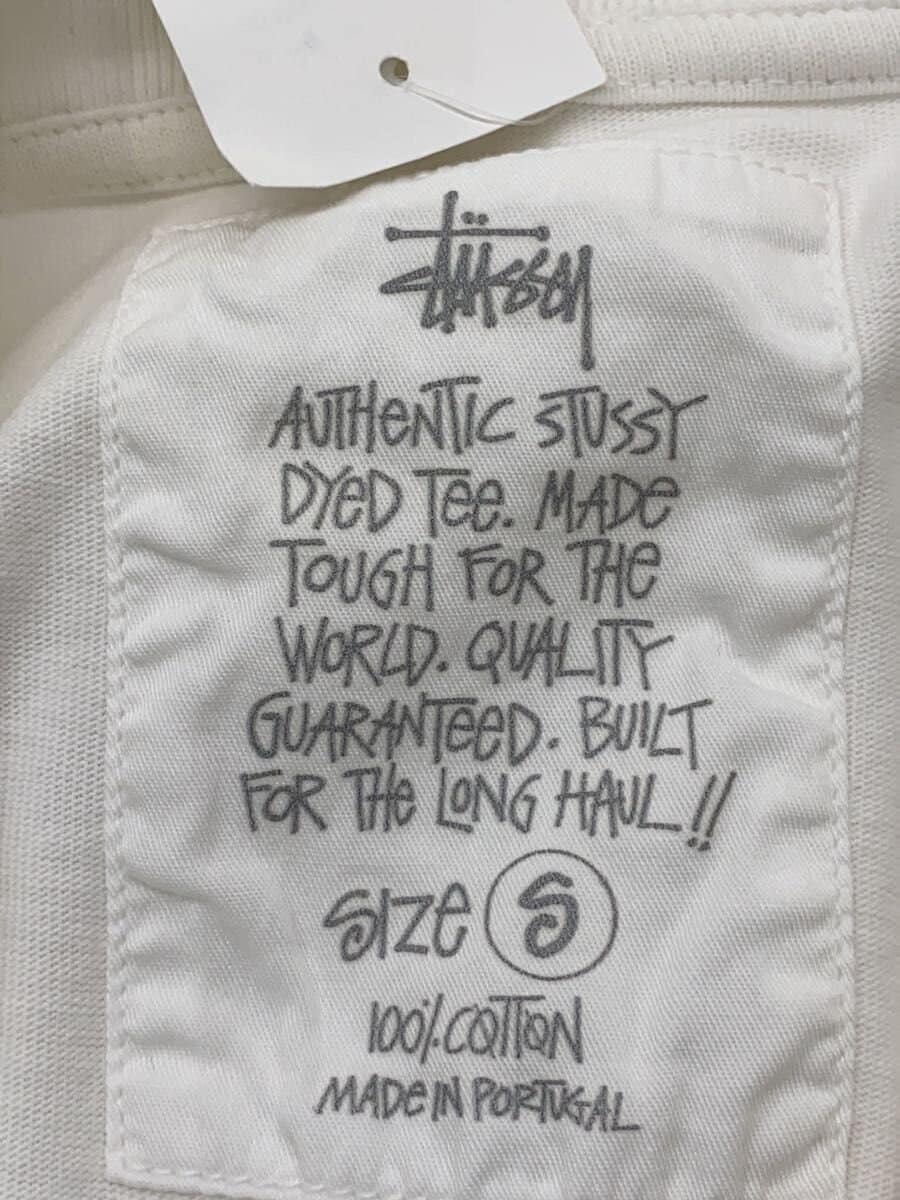 Stüssy
AUTHeNTIC STUSSY
DYeD Tee. MADe
TOUGH FOR THe
WORLD. QUALITY
GUARANTeeD. BUILT
FOR THe LONG HAUL!!
SIZe S
100% COTTON
MADe IN PORTUGAL